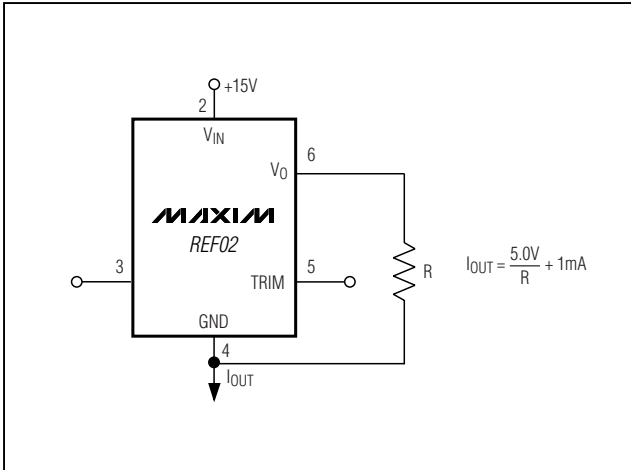 +15V
2
V_IN
6
V_O
MAXIM
REF02
3
5
TRIM
R
I_OUT = 5.0V/R + 1mA
GND
4
I_OUT